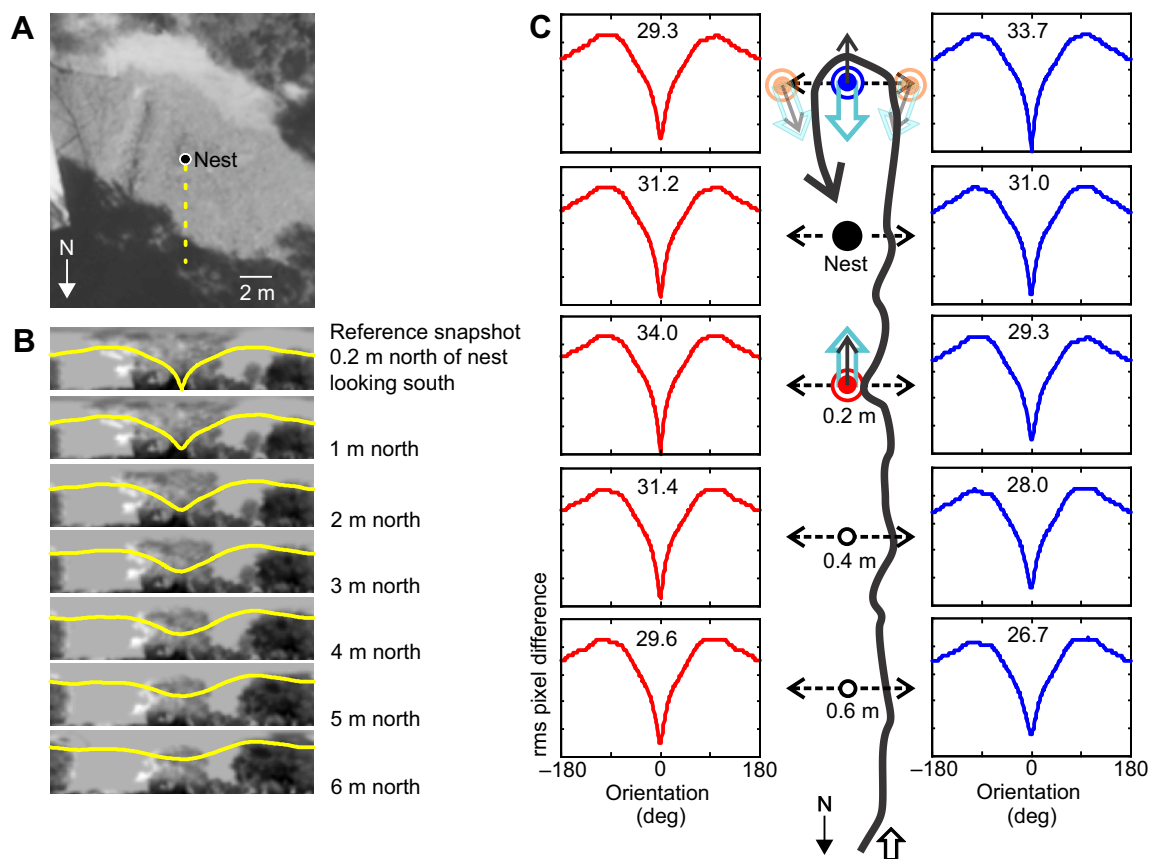 A
Nest
N
2 m
B
Reference snapshot
0.2 m north of nest
looking south
1 m north
2 m north
3 m north
4 m north
5 m north
6 m north
C
29.3
33.7
31.2
31.0
Nest
34.0
29.3
0.2 m
31.4
28.0
0.4 m
29.6
26.7
0.6 m
rms pixel difference
–180 0 180
Orientation
(deg)
N
–180 0 180
Orientation
(deg)